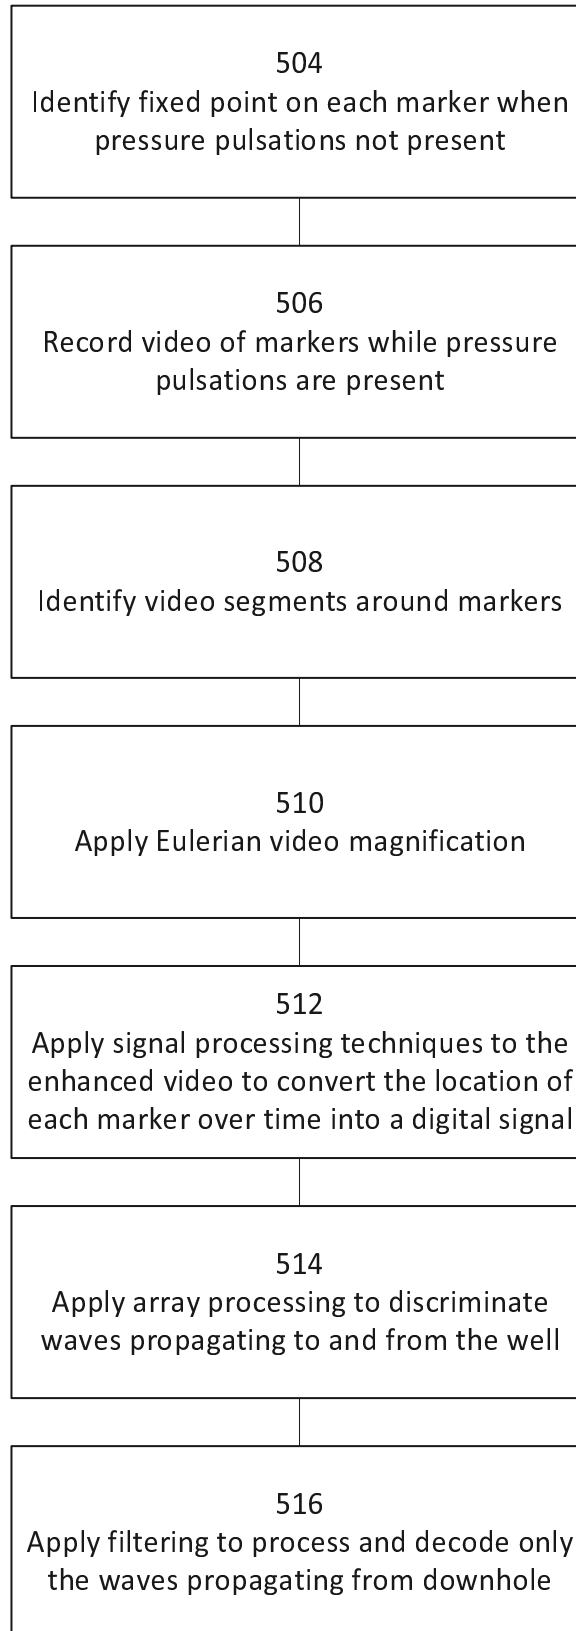 504
Identify fixed point on each marker when
pressure pulsations not present
506
Record video of markers while pressure
pulsations are present
508
Identify video segments around markers
510
Apply Eulerian video magnification
512
Apply signal processing techniques to the
enhanced video to convert the location of
each marker over time into a digital signal
514
Apply array processing to discriminate
waves propagating to and from the well
516
Apply filtering to process and decode only
the waves propagating from downhole